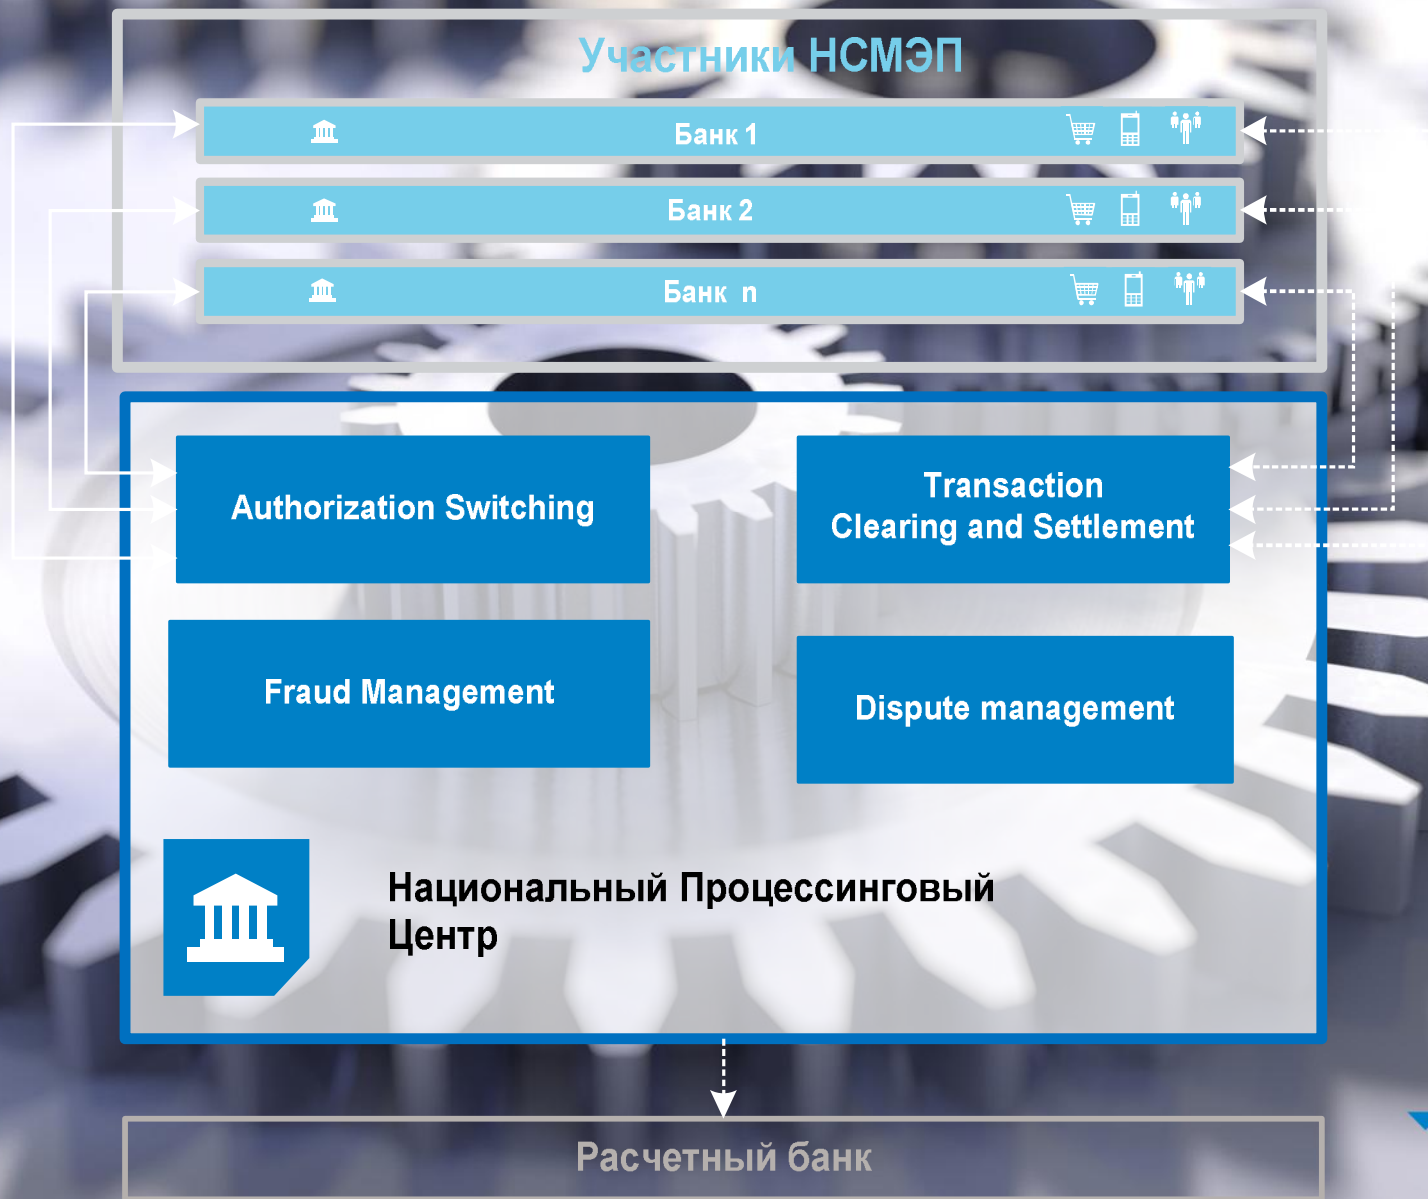 Участники НСМЭП
Банк 1
Банк 2
Банк n
Authorization Switching
Transaction
Clearing and Settlement
Fraud Management
Dispute management
Национальный Процессинговый
Центр
Расчетный банк